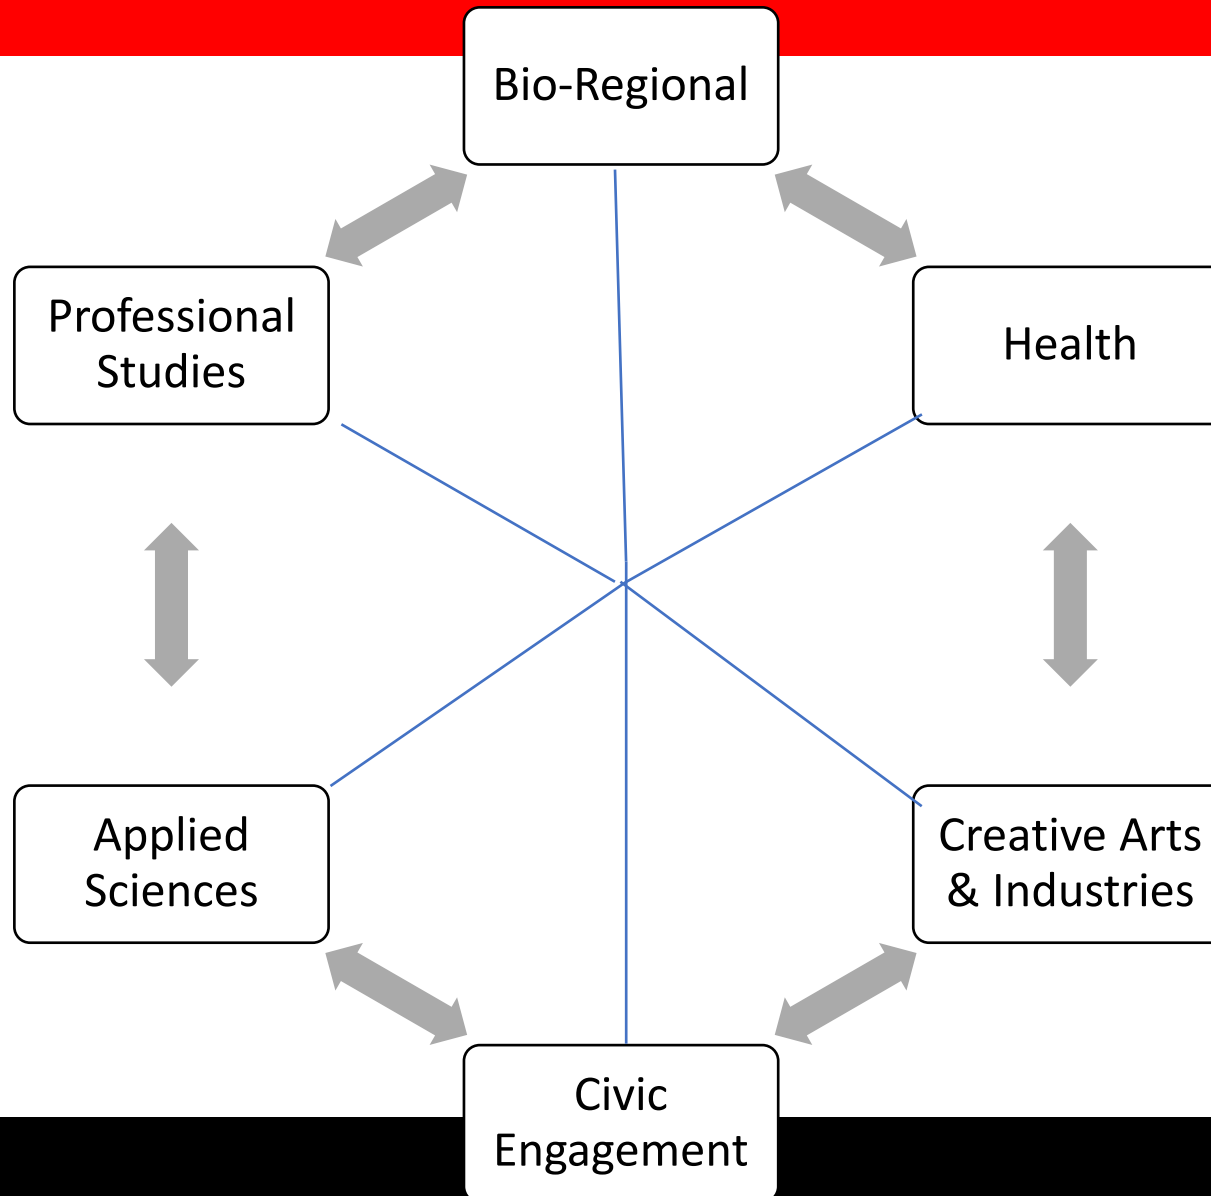 Bio-Regional
Professional
Studies
Health
Applied
Sciences
Creative Arts
& Industries
Civic
Engagement